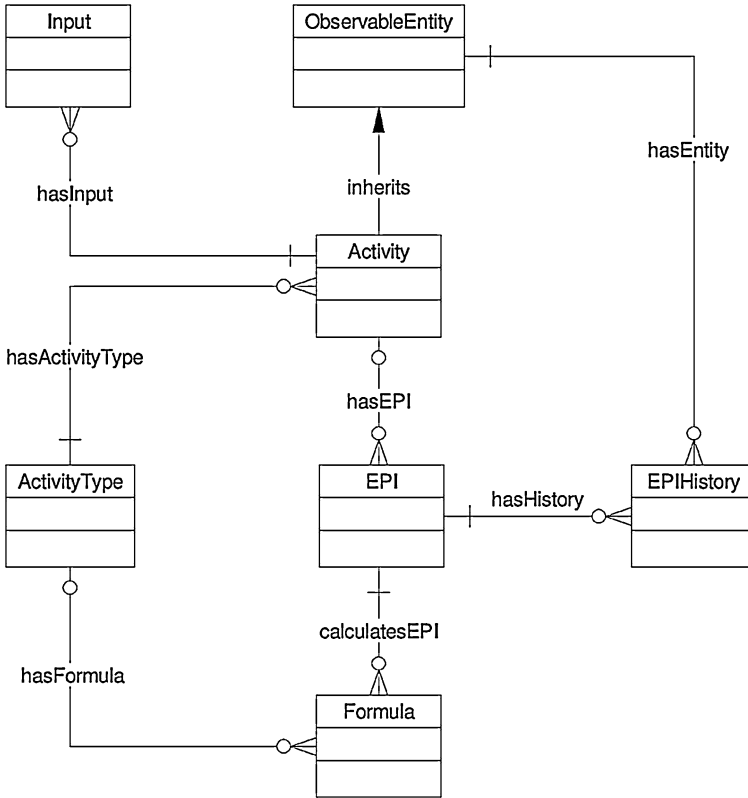 Input
ObservableEntity
hasEntity
inherits
hasInput
Activity
hasActivityType
hasEPI
ActivityType
EPI
EPIHistory
hasHistory
calculatesEPI
hasFormula
Formula